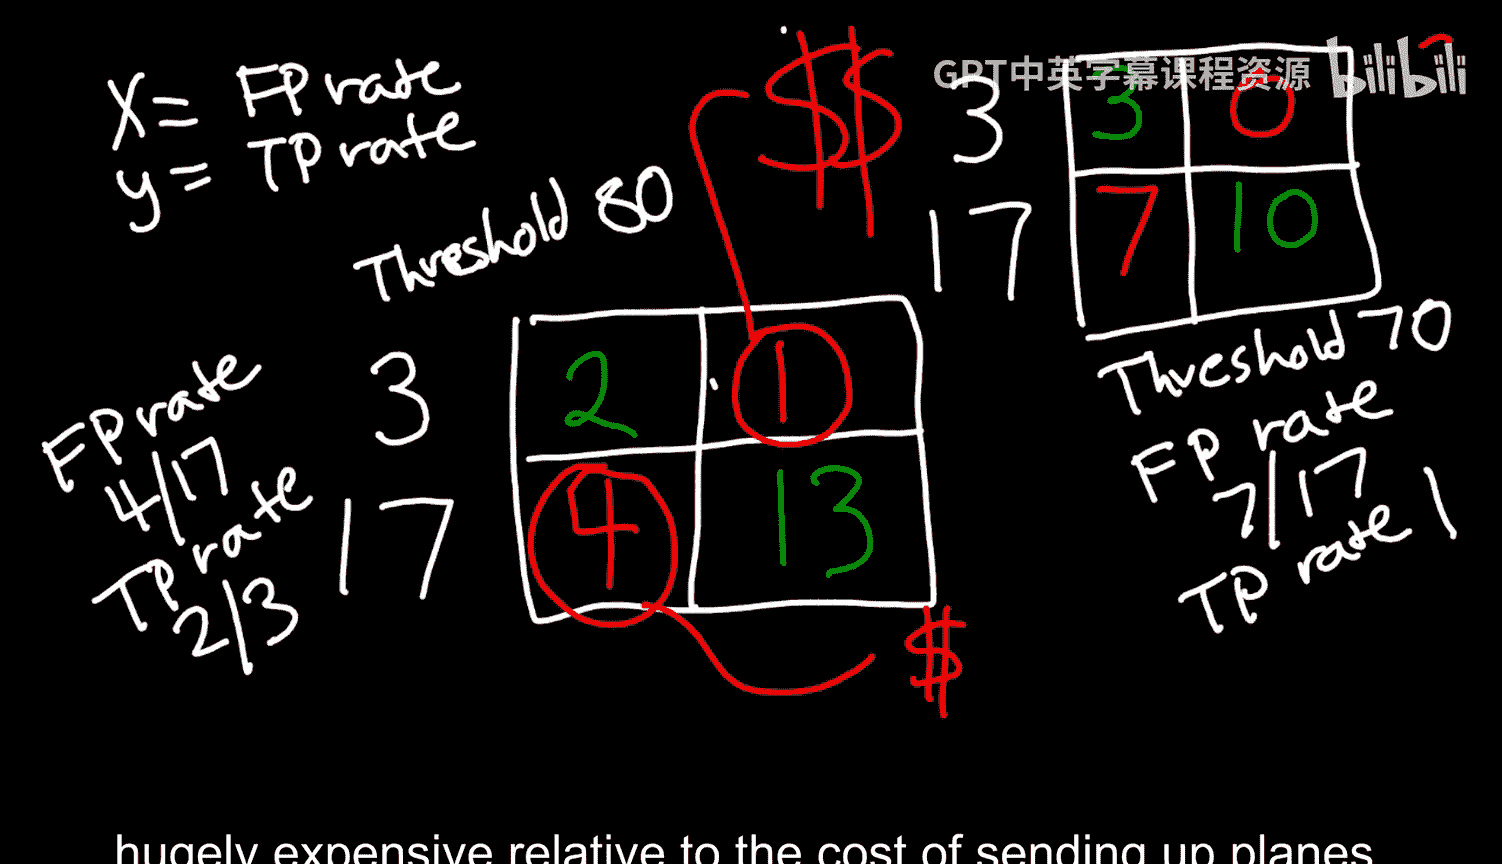 X = FP rate
y = TP rate
Threshold 80
$$
GPT中英字幕课程资源
bilibili
3
3 0
17
7 10
Threshold 70
FP rate
7/17
TP rate 1
3
2 1
17
4 13
FP rate
4/17
TP rate
2/3
$
hugely expensive relative to the cost of sending up planes